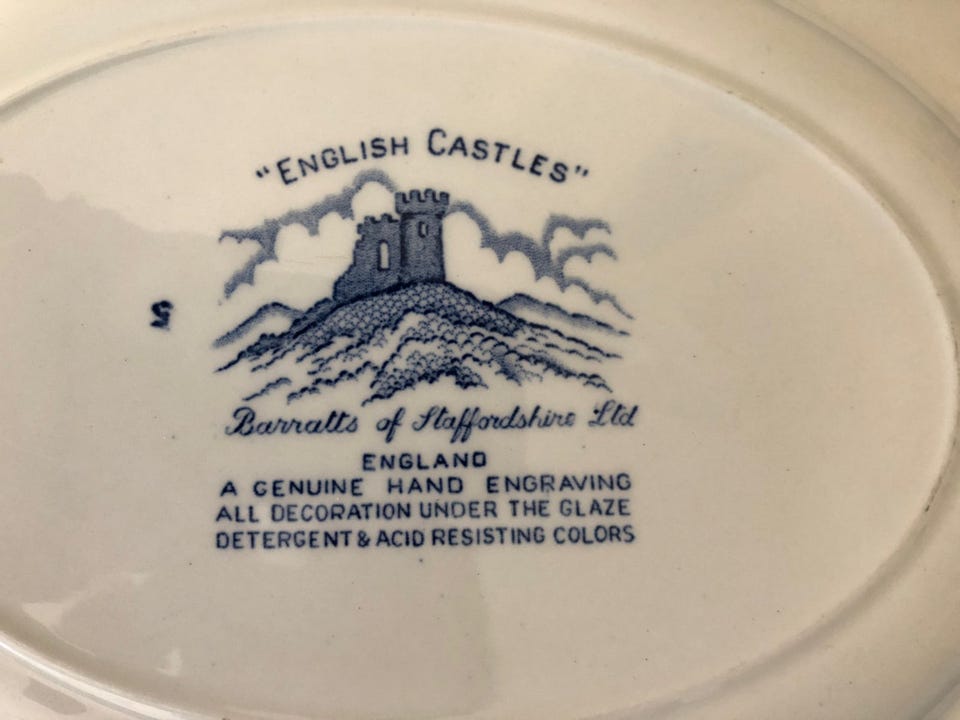 "ENGLISH CASTLES"
5
Barratts of Staffordshire Ltd
ENGLAND
A GENUINE HAND ENGRAVING
ALL DECORATION UNDER THE GLAZE
DETERGENT & ACID RESISTING COLORS